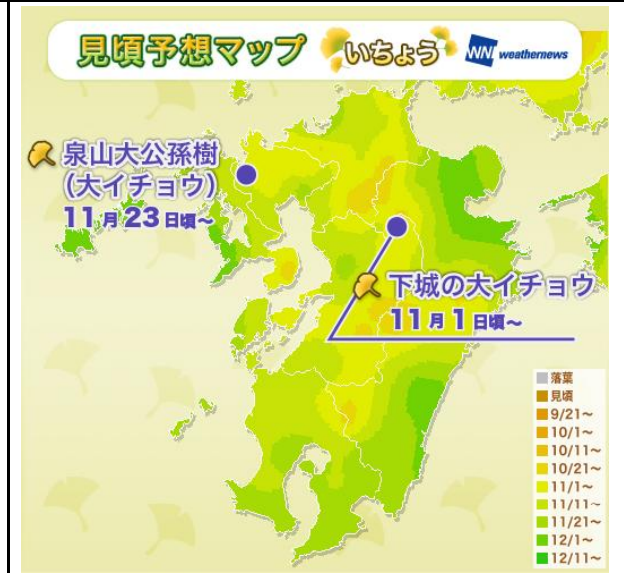 見頃予想マップ いちょう WNI weathernews
泉山大公孫樹
(大イチョウ)
11月23日頃〜
下城の大イチョウ
11月1日頃〜
落葉
見頃
9/21〜
10/1〜
10/11〜
10/21〜
11/1〜
11/11〜
11/21〜
12/1〜
12/11〜